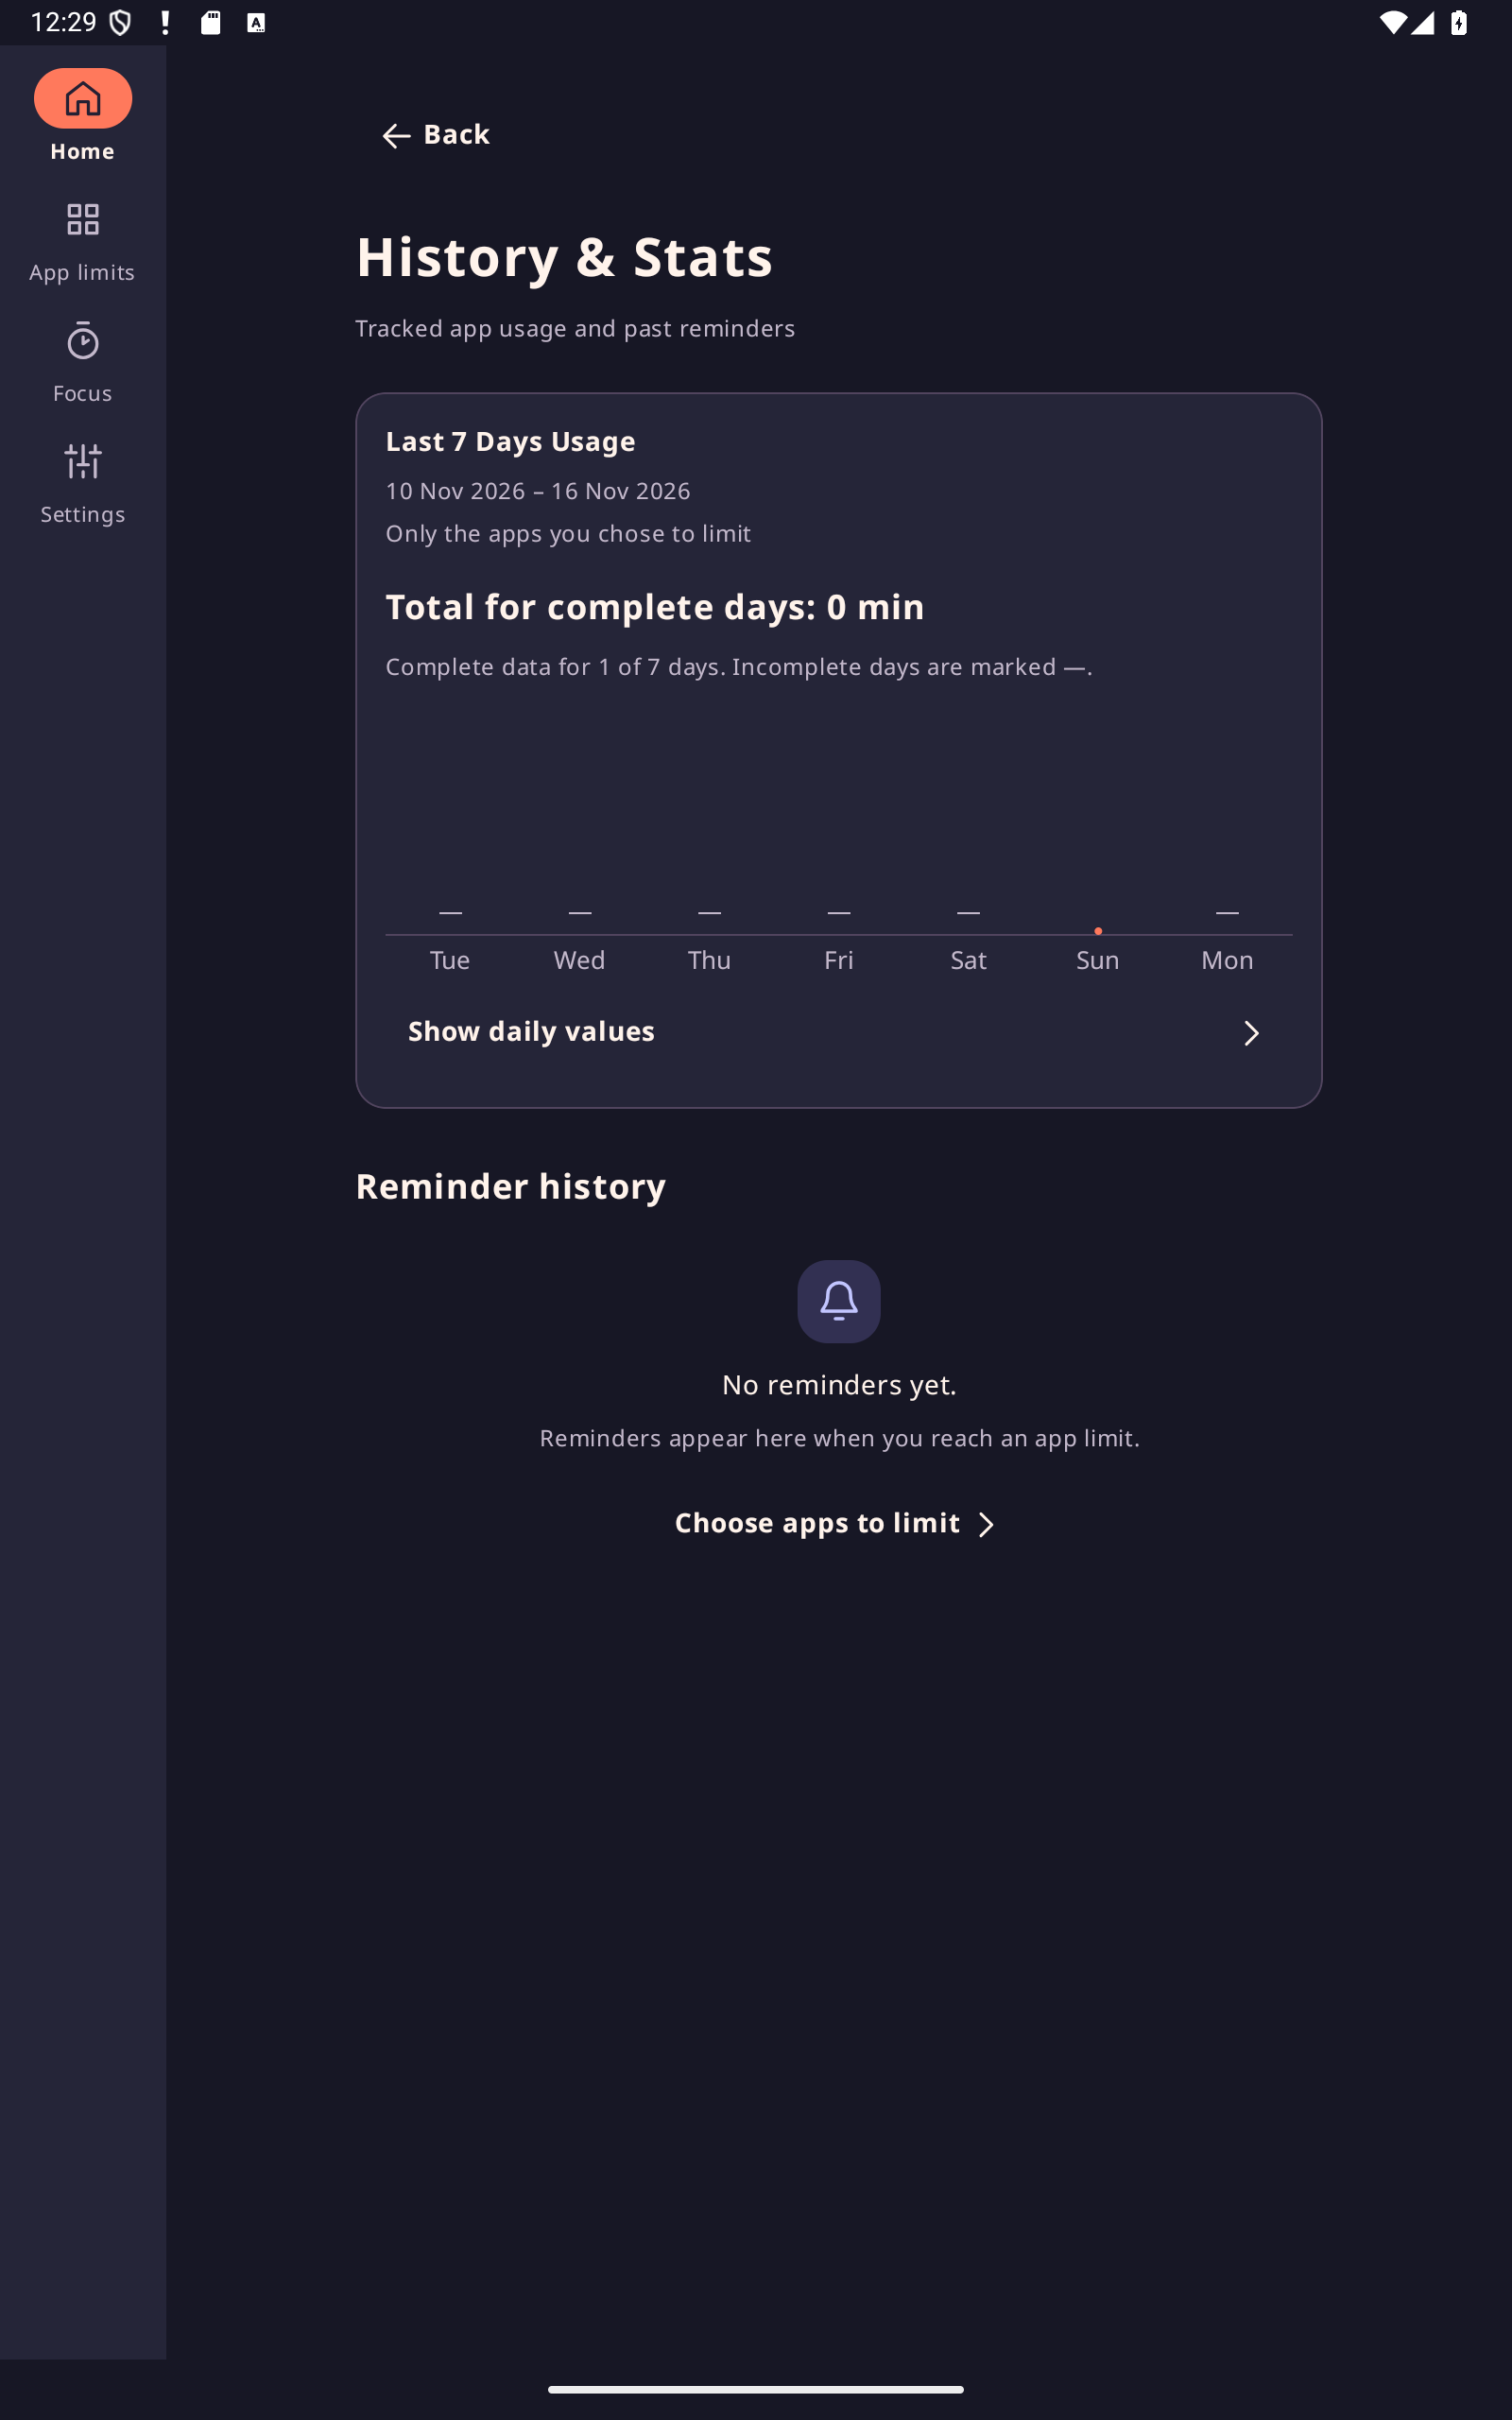 12:29
Home
App limits
Focus
Settings
Back
History & Stats
Tracked app usage and past reminders
Last 7 Days Usage
10 Nov 2026 – 16 Nov 2026
Only the apps you chose to limit
Total for complete days: 0 min
Complete data for 1 of 7 days. Incomplete days are marked —.
— — — — — —
Tue Wed Thu Fri Sat Sun Mon
Show daily values
Reminder history
No reminders yet.
Reminders appear here when you reach an app limit.
Choose apps to limit